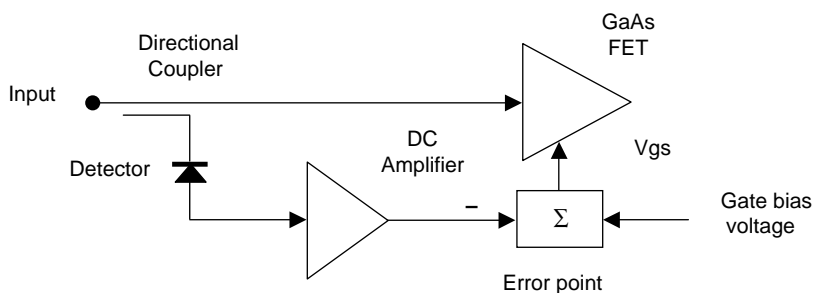 Directional
Coupler
GaAs
FET
Input
Detector
DC
Amplifier
Vgs
–
Σ
Gate bias
voltage
Error point